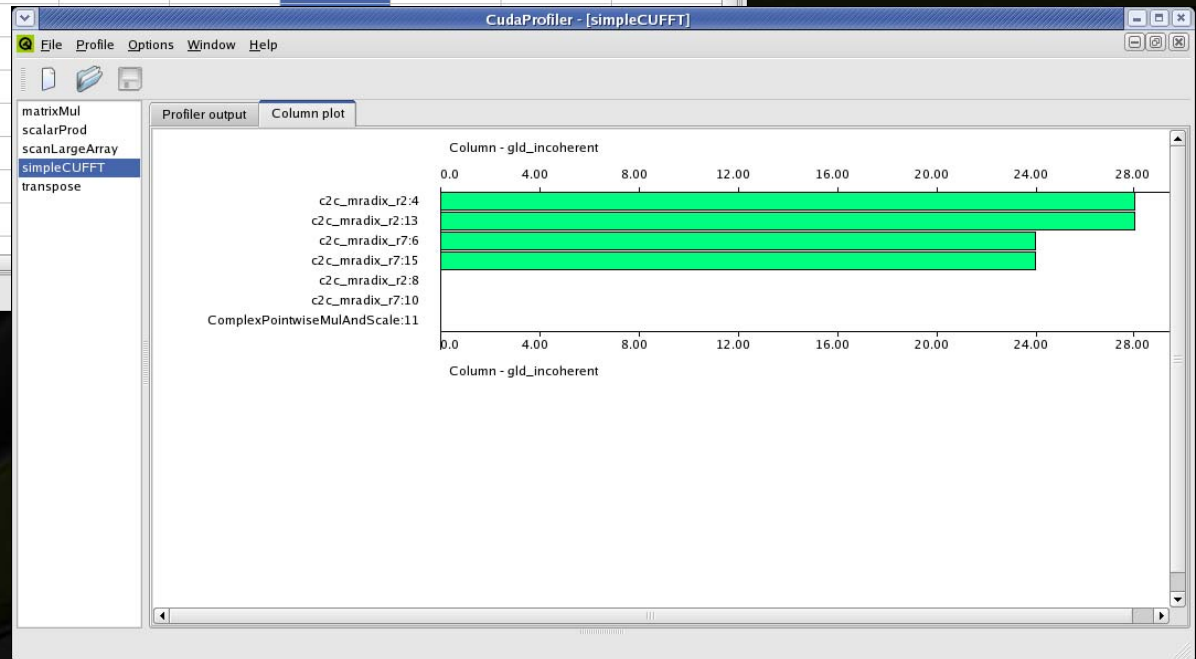 CudaProfiler - [simpleCUFFT]
File Profile Options Window Help
matrixMul
scalarProd
scanLargeArray
simpleCUFFT
transpose
Profiler output Column plot
Column - gld_incoherent
0.0 4.00 8.00 12.00 16.00 20.00 24.00 28.00
c2c_mradix_r2:4
c2c_mradix_r2:13
c2c_mradix_r7:6
c2c_mradix_r7:15
c2c_mradix_r2:8
c2c_mradix_r7:10
ComplexPointwiseMulAndScale:11
0.0 4.00 8.00 12.00 16.00 20.00 24.00 28.00
Column - gld_incoherent